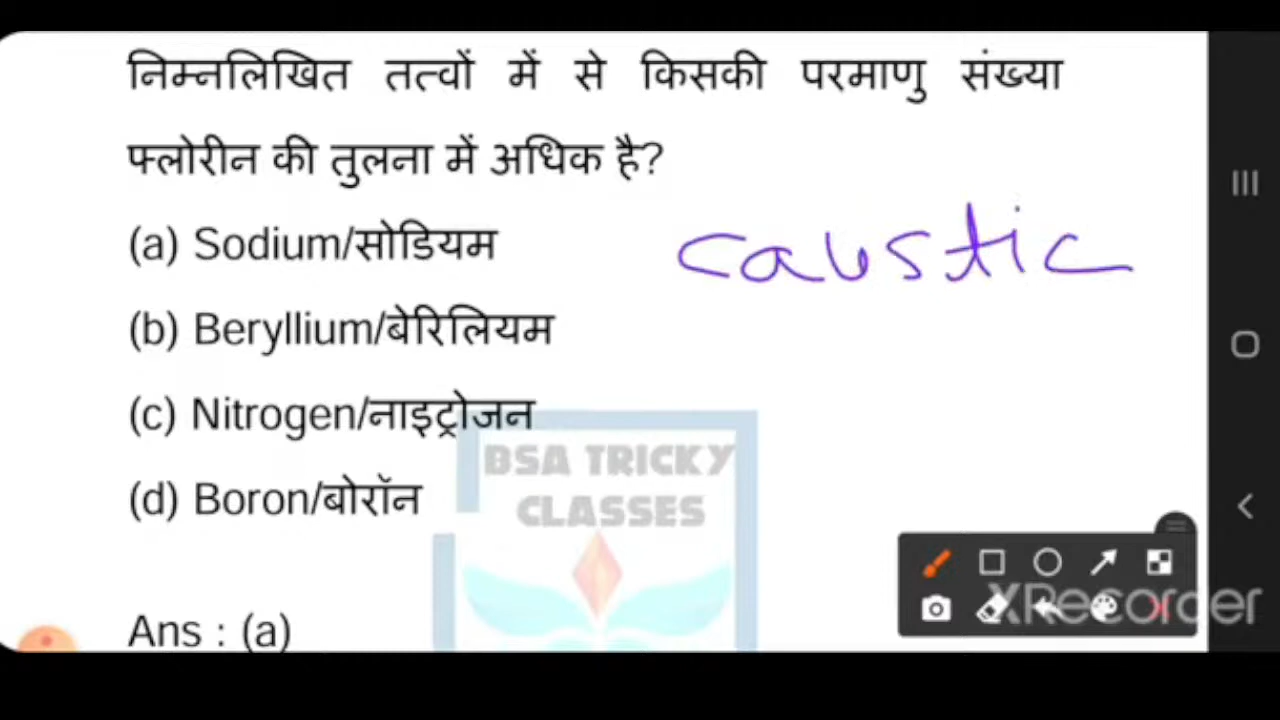 निम्नलिखित तत्वों में से किसकी परमाणु संख्या
फ्लोरीन की तुलना में अधिक है?
(a) Sodium/सोडियम
caustic
(b) Beryllium/बेरिलियम
(c) Nitrogen/नाइट्रोजन
(d) Boron/बोरॉन
BSA TRICKY
CLASSES
XRecorder
Ans : (a)